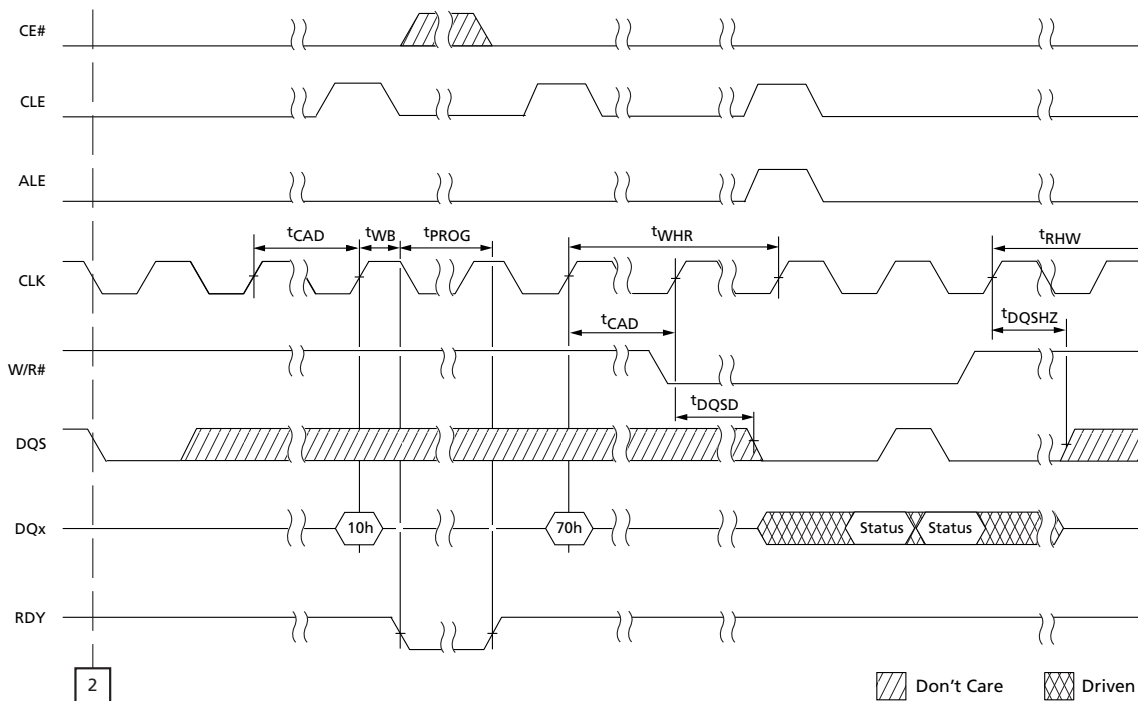 CE#
CLE
ALE
tCAD tWB tPROG tWHR tRHW
CLK
tCAD tDQSHZ
W/R#
tDQSD
DQS
DQx 10h 70h Status Status
RDY
2 Don't Care Driven